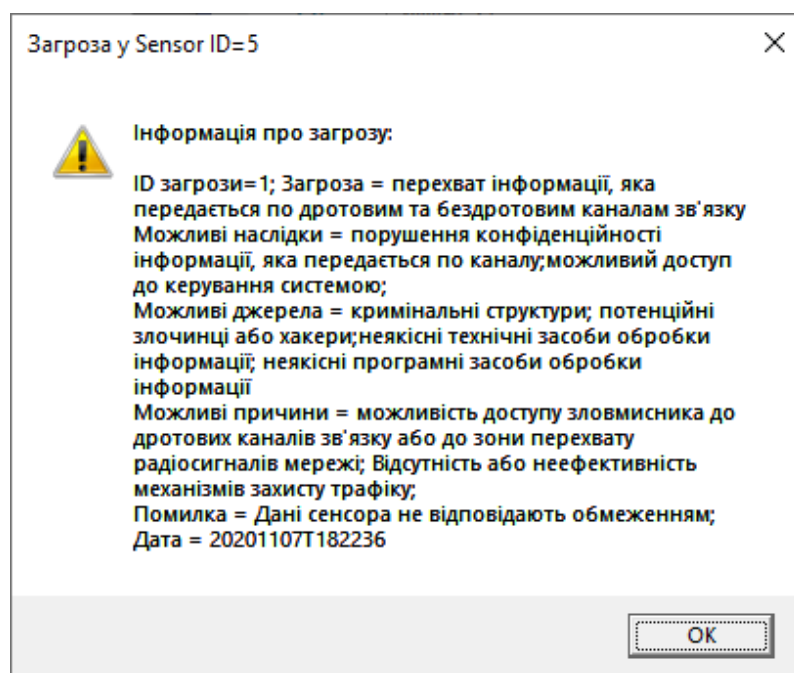 Загроза у Sensor ID=5
Інформація про загрозу:
ID загрози=1; Загроза = перехват інформації, яка
передається по дротовим та бездротовим каналам зв'язку
Можливі наслідки = порушення конфіденційності
інформації, яка передається по каналу;можливий доступ
до керування системою;
Можливі джерела = кримінальні структури; потенційні
злочинці або хакери;неякісні технічні засоби обробки
інформації; неякісні програмні засоби обробки
інформації
Можливі причини = можливість доступу зловмисника до
дротових каналів зв'язку або до зони перехвату
радіосигналів мережі; Відсутність або неефективність
механізмів захисту трафіку;
Помилка = Дані сенсора не відповідають обмеженням;
Дата = 20201107T182236
OK